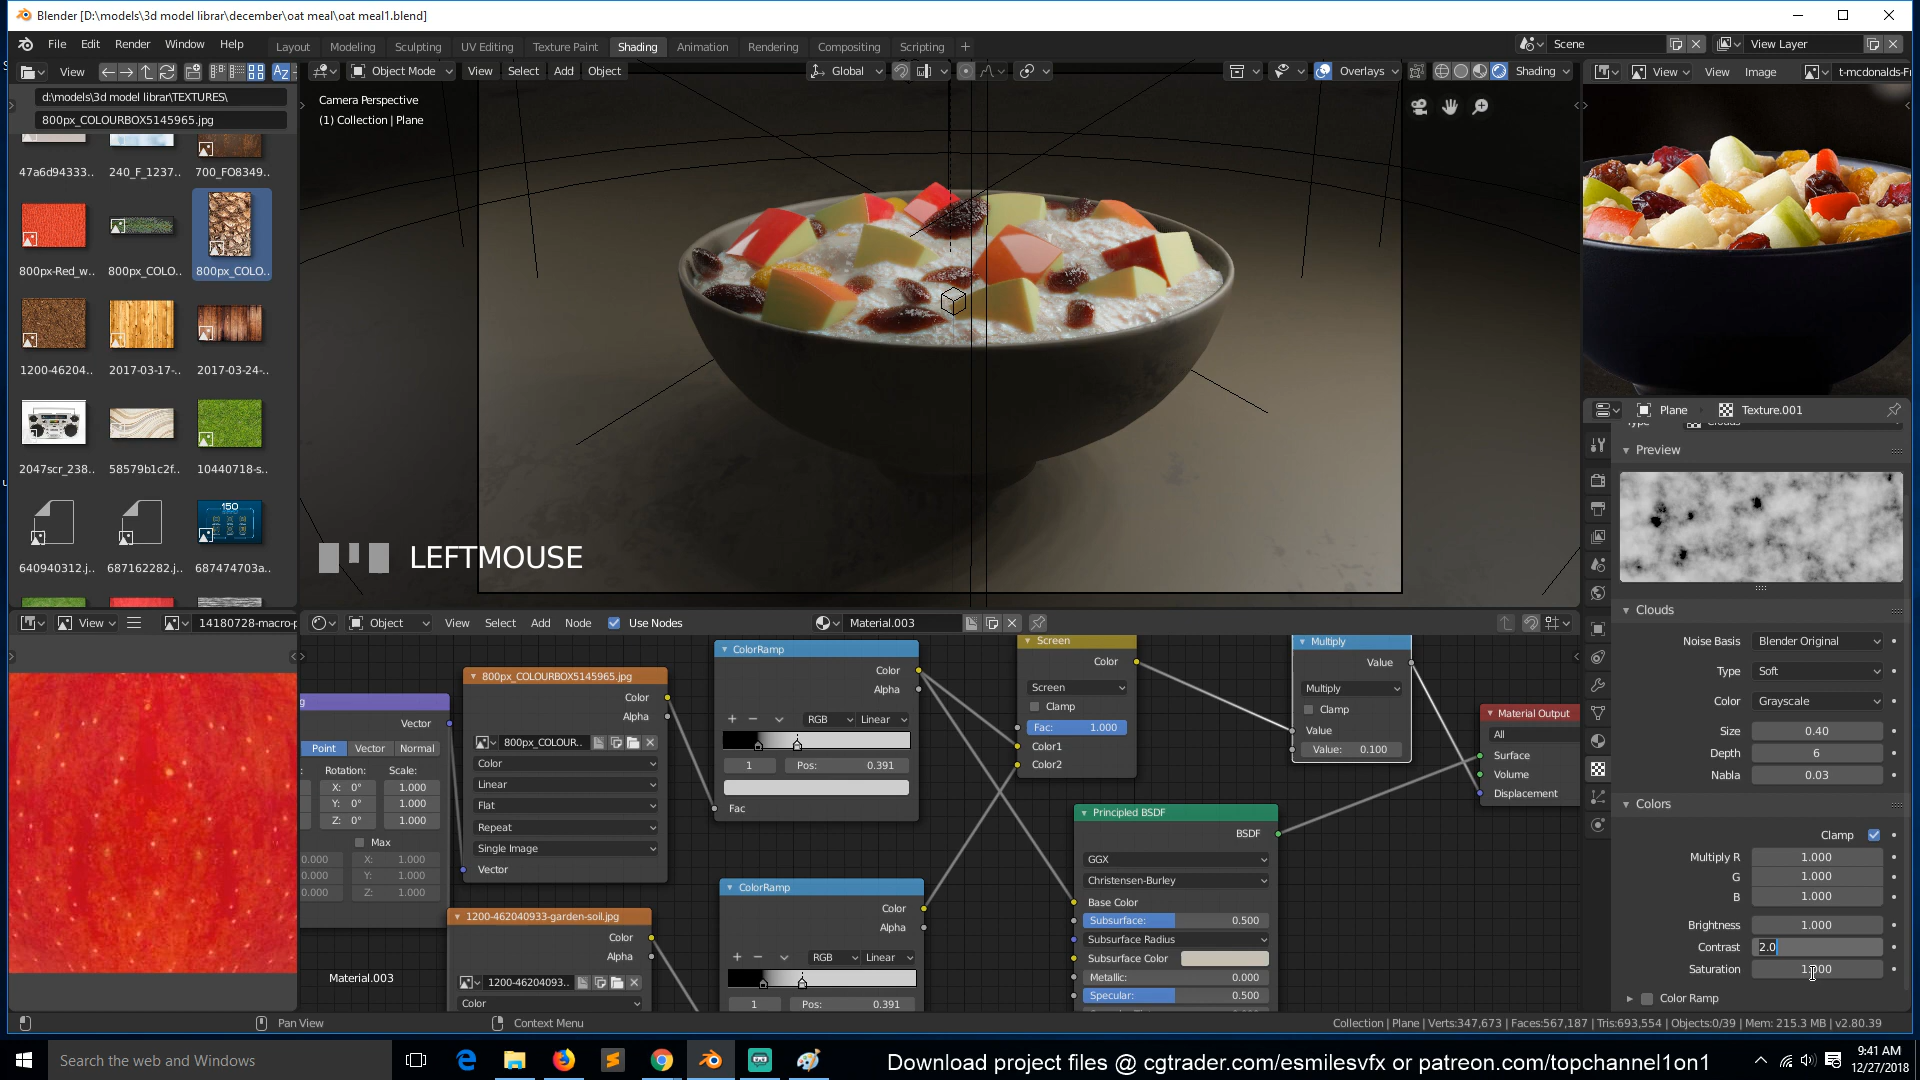 Blender [D:\models\3d model librar\december\oat meal\oat meal1.blend]
File Edit Render Window Help
Layout Modeling Sculpting UV Editing Texture Paint Shading Animation Rendering Compositing Scripting +
Scene
View Layer
View
Object Mode View Select Add Object
Global
Overlays
Shading
View View Image
t-mcdonalds-Fr
d:\models\3d model librar\TEXTURES\
800px_COLOURBOX5145965.jpg
47a6d94333.. 240_F_1237.. 700_FO8349..
800px-Red_w.. 800px_COLO.. 800px_COLO..
1200-46204.. 2017-03-17-.. 2017-03-24-..
2047scr_238.. 58579b1c2f.. 10440718-s..
150
640940312.j.. 687162282.j.. 687474703a..
Camera Perspective
(1) Collection | Plane
LEFTMOUSE
View
14180728-macro-p
Object View Select Add Node Use Nodes
Material.003
Vector
Point Vector Normal
Rotation: Scale:
X: 0° 1.000
Y: 0° 1.000
Z: 0° 1.000
Max
0.000 X: 1.000
0.000 Y: 1.000
0.000 Z: 1.000
Material.003
800px_COLOURBOX5145965.jpg
Color
Alpha
800px_COLOUR..
Color
Linear
Flat
Repeat
Single Image
Vector
1200-462040933-garden-soil.jpg
Color
Alpha
1200-46204093..
Color
ColorRamp
Color
Alpha
RGB Linear
1 Pos: 0.391
Fac
ColorRamp
Color
Alpha
RGB Linear
1 Pos: 0.391
Screen
Color
Screen
Clamp
Fac: 1.000
Color1
Color2
Principled BSDF
BSDF
GGX
Christensen-Burley
Base Color
Subsurface: 0.500
Subsurface Radius
Subsurface Color
Metallic: 0.000
Specular: 0.500
Multiply
Value
Multiply
Clamp
Value
Value: 0.100
Material Output
All
Surface
Volume
Displacement
Plane Texture.001
Type Clouds
Preview
Clouds
Noise Basis Blender Original
Type Soft
Color Grayscale
Size 0.40
Depth 6
Nabla 0.03
Colors
Clamp
Multiply R 1.000
G 1.000
B 1.000
Brightness 1.000
Contrast 2.0
Saturation 1.000
Color Ramp
Pan View
Context Menu
Collection | Plane | Verts:347,673 | Faces:567,187 | Tris:693,554 | Objects:0/39 | Mem: 215.3 MB | v2.80.39
Search the web and Windows
Download project files @ cgtrader.com/esmilesvfx or patreon.com/topchannel1on1
9:41 AM
12/27/2018